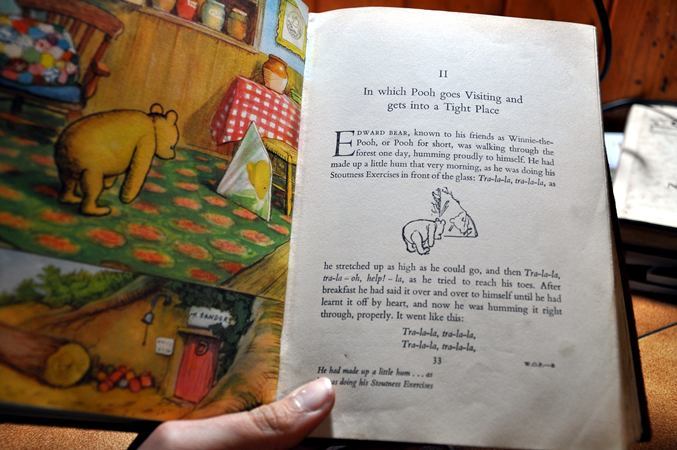 Mr SANDERS
II
In which Pooh goes Visiting and
gets into a Tight Place
EDWARD BEAR, known to his friends as Winnie-the-
Pooh, or Pooh for short, was walking through the
forest one day, humming proudly to himself. He had
made up a little hum that very morning, as he was doing his
Stoutness Exercises in front of the glass: Tra-la-la, tra-la-la, as
he stretched up as high as he could go, and then Tra-la-la,
tra-la – oh, help! – la, as he tried to reach his toes. After
breakfast he had said it over and over to himself until he had
learnt it off by heart, and now he was humming it right
through, properly. It went like this:
Tra-la-la, tra-la-la,
Tra-la-la, tra-la-la,
33
W.O.P.—B
He had made up a little hum . . . as
was doing his Stoutness Exercises